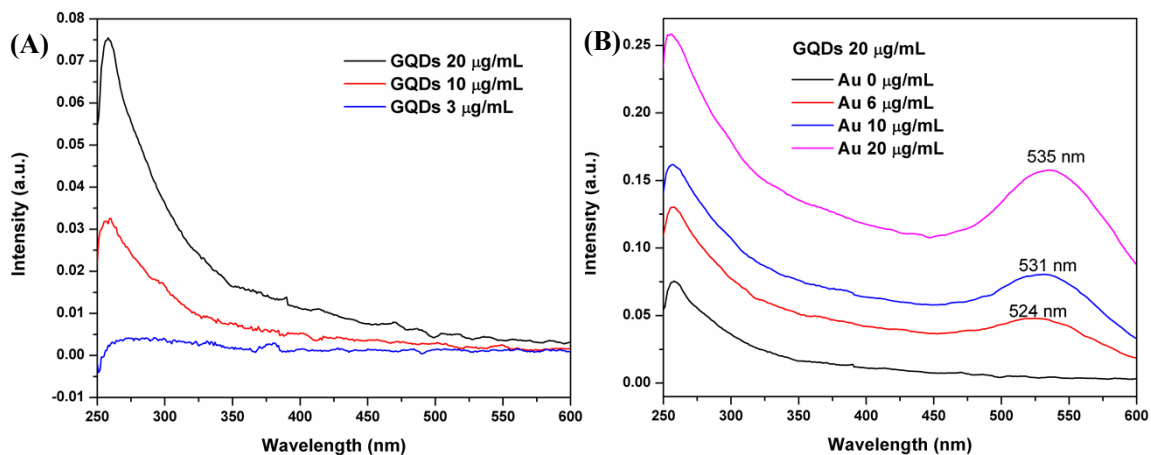 (A)
0.08
0.07
0.06
0.05
0.04
0.03
0.02
0.01
0.00
-0.01
Intensity (a.u.)
GQDs 20 μg/mL
GQDs 10 μg/mL
GQDs 3 μg/mL
250 300 350 400 450 500 550 600
Wavelength (nm)
(B)
0.25
0.20
0.15
0.10
0.05
0.00
Intensity (a.u.)
GQDs 20 μg/mL
Au 0 μg/mL
Au 6 μg/mL
Au 10 μg/mL
Au 20 μg/mL
535 nm
531 nm
524 nm
250 300 350 400 450 500 550 600
Wavelength (nm)